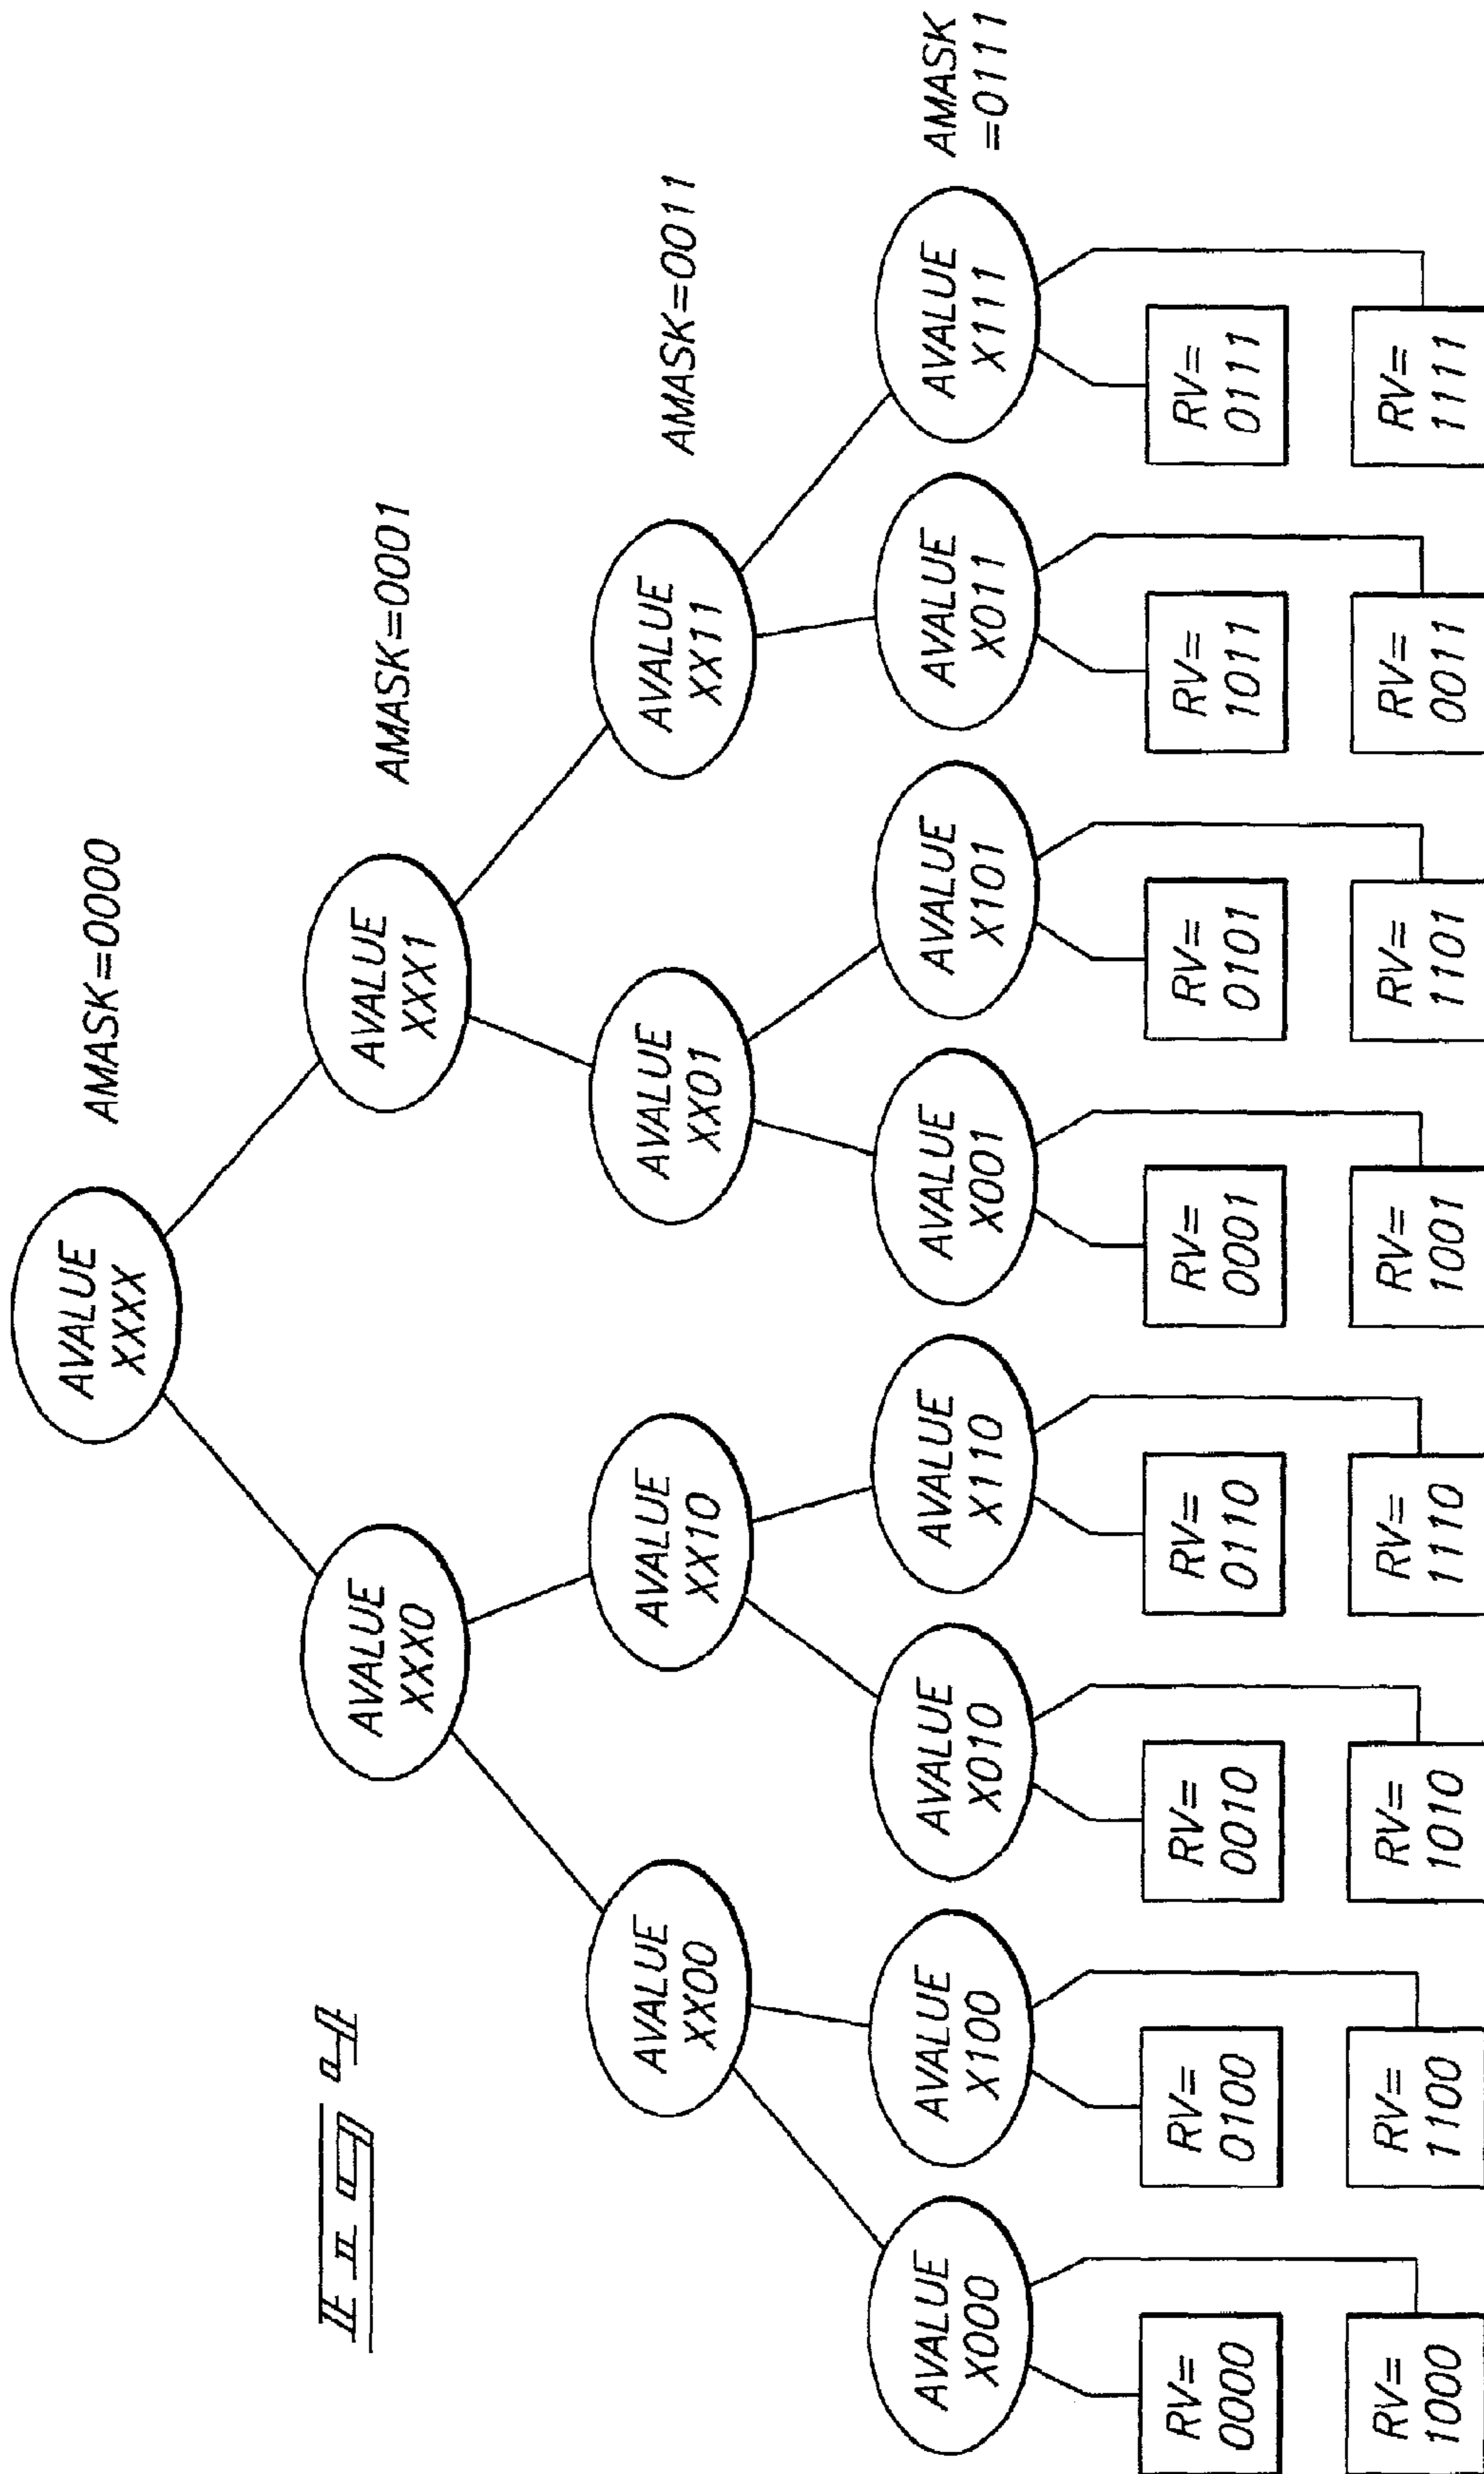 AVALUE
XXXX
AMASK=0000
Fig 4
AVALUE
XXX0
AVALUE
XXX1
AMASK=0001
AVALUE
XX00
AVALUE
XX10
AVALUE
XX01
AVALUE
XX11
AMASK=0011
AVALUE
X000
AVALUE
X100
AVALUE
X010
AVALUE
X110
AVALUE
X001
AVALUE
X101
AVALUE
X011
AVALUE
X111
AMASK
=0111
RV=
0000
RV=
0100
RV=
0010
RV=
0110
RV=
0001
RV=
0101
RV=
1011
RV=
0111
RV=
1000
RV=
1100
RV=
1010
RV=
1110
RV=
1001
RV=
1101
RV=
0011
RV=
1111